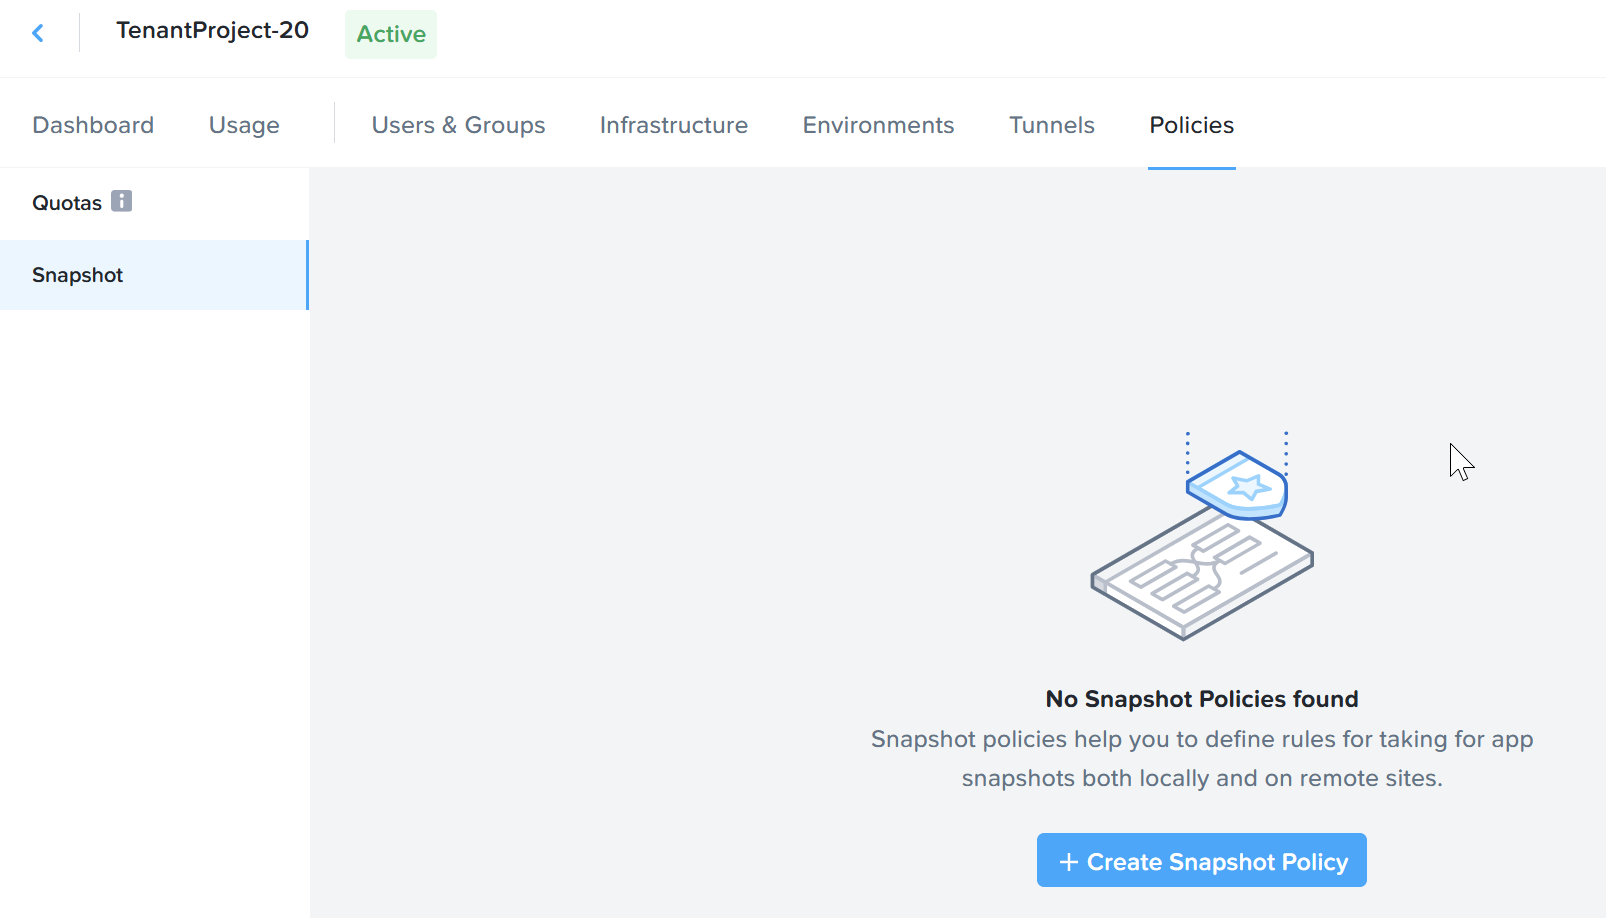 TenantProject-20
Active
Dashboard
Usage
Users & Groups
Infrastructure
Environments
Tunnels
Policies
Quotas
Snapshot
No Snapshot Policies found
Snapshot policies help you to define rules for taking for app
snapshots both locally and on remote sites.
+ Create Snapshot Policy